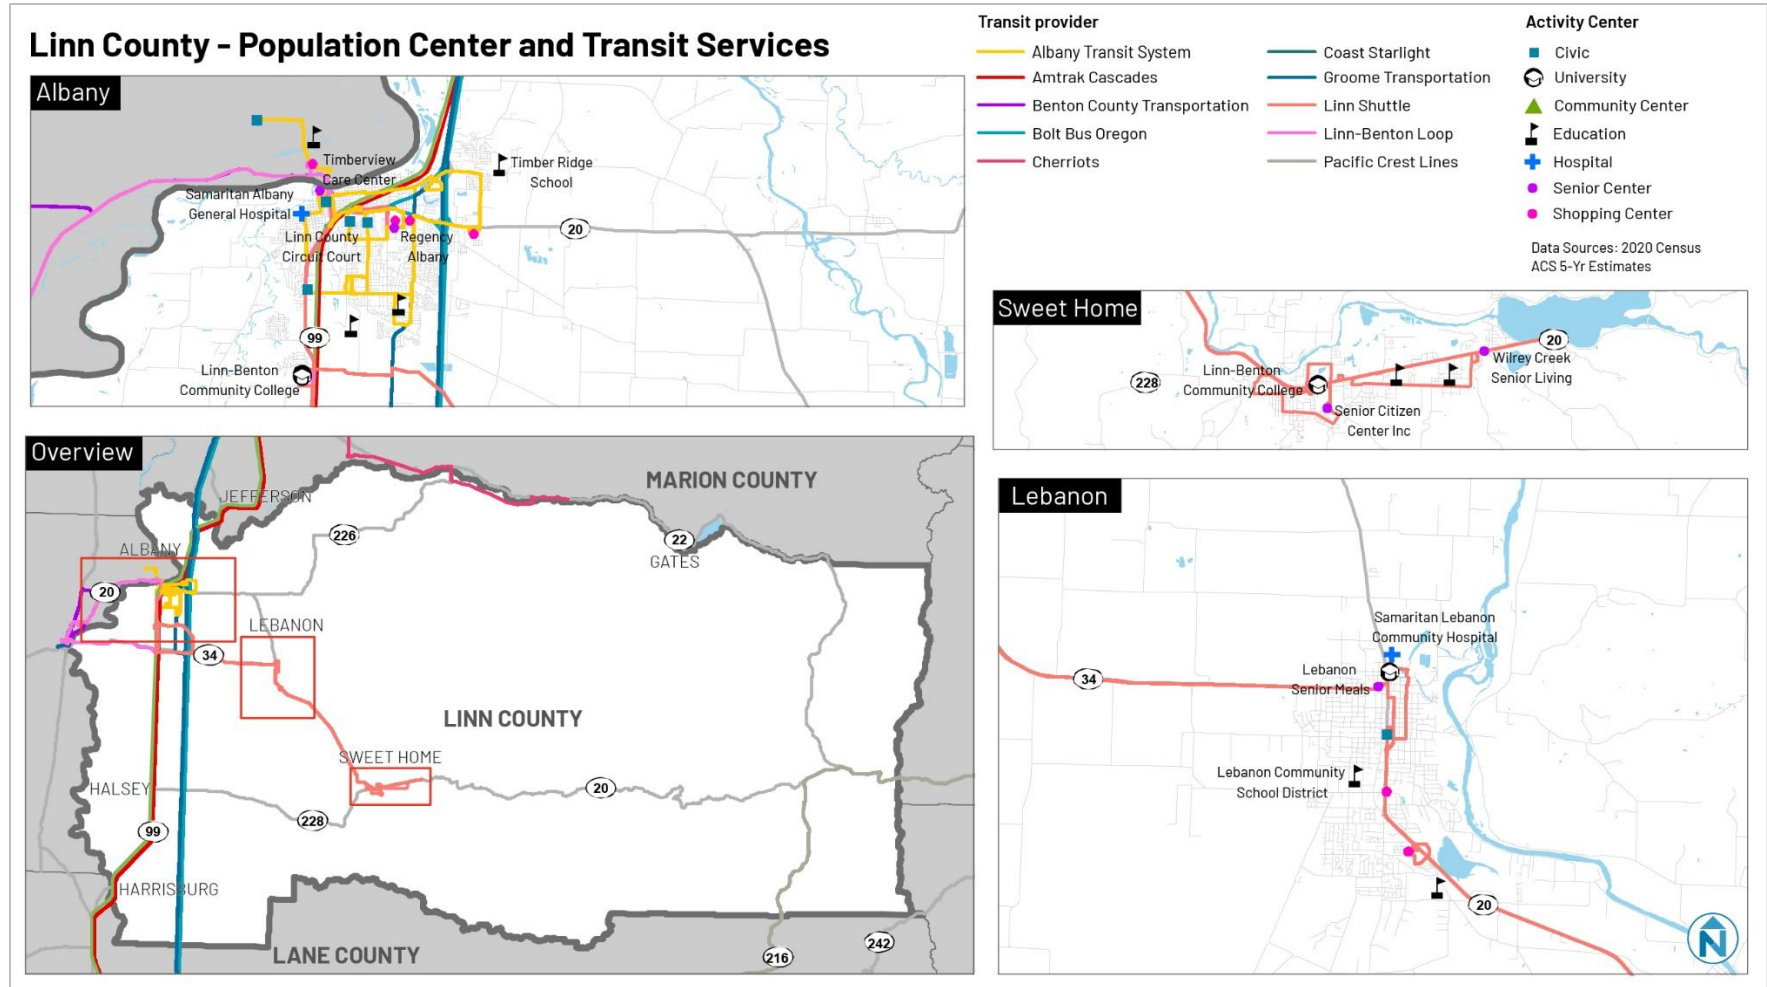 Linn County - Population Center and Transit Services
Transit provider
Albany Transit System
Amtrak Cascades
Benton County Transportation
Bolt Bus Oregon
Cherriots
Coast Starlight
Groome Transportation
Linn Shuttle
Linn-Benton Loop
Pacific Crest Lines
Activity Center
Civic
University
Community Center
Education
Hospital
Senior Center
Shopping Center
Data Sources: 2020 Census
ACS 5-Yr Estimates
Albany
Timberview
Care Center
Timber Ridge
School
Samaritan Albany
General Hospital
Linn County
Circuit Court
Regency
Albany
20
99
Linn-Benton
Community College
Sweet Home
228
Linn-Benton
Community College
20
Wilrey Creek
Senior Living
Senior Citizen
Center Inc
Overview
MARION COUNTY
JEFFERSON
226
22
GATES
ALBANY
20
LEBANON
34
LINN COUNTY
SWEET HOME
HALSEY
20
228
99
HARRISBURG
LANE COUNTY
216
242
Lebanon
Samaritan Lebanon
Community Hospital
34
Lebanon
Senior Meals
Lebanon Community
School District
20
N